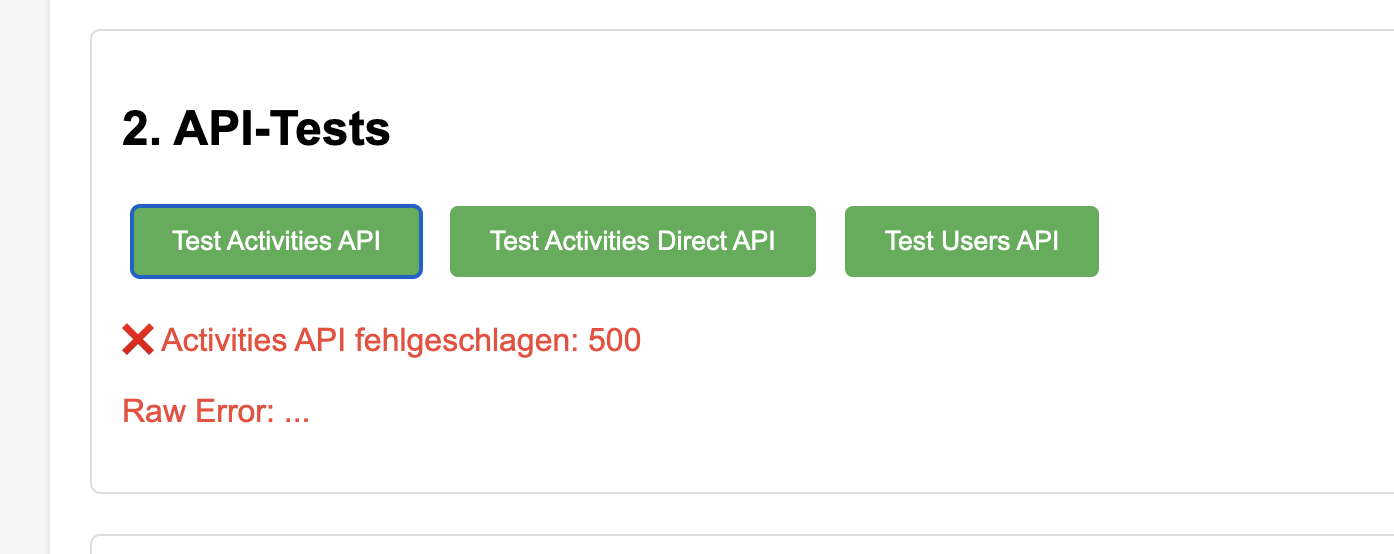 2. API-Tests
Test Activities API
Test Activities Direct API
Test Users API
❌ Activities API fehlgeschlagen: 500
Raw Error: ...